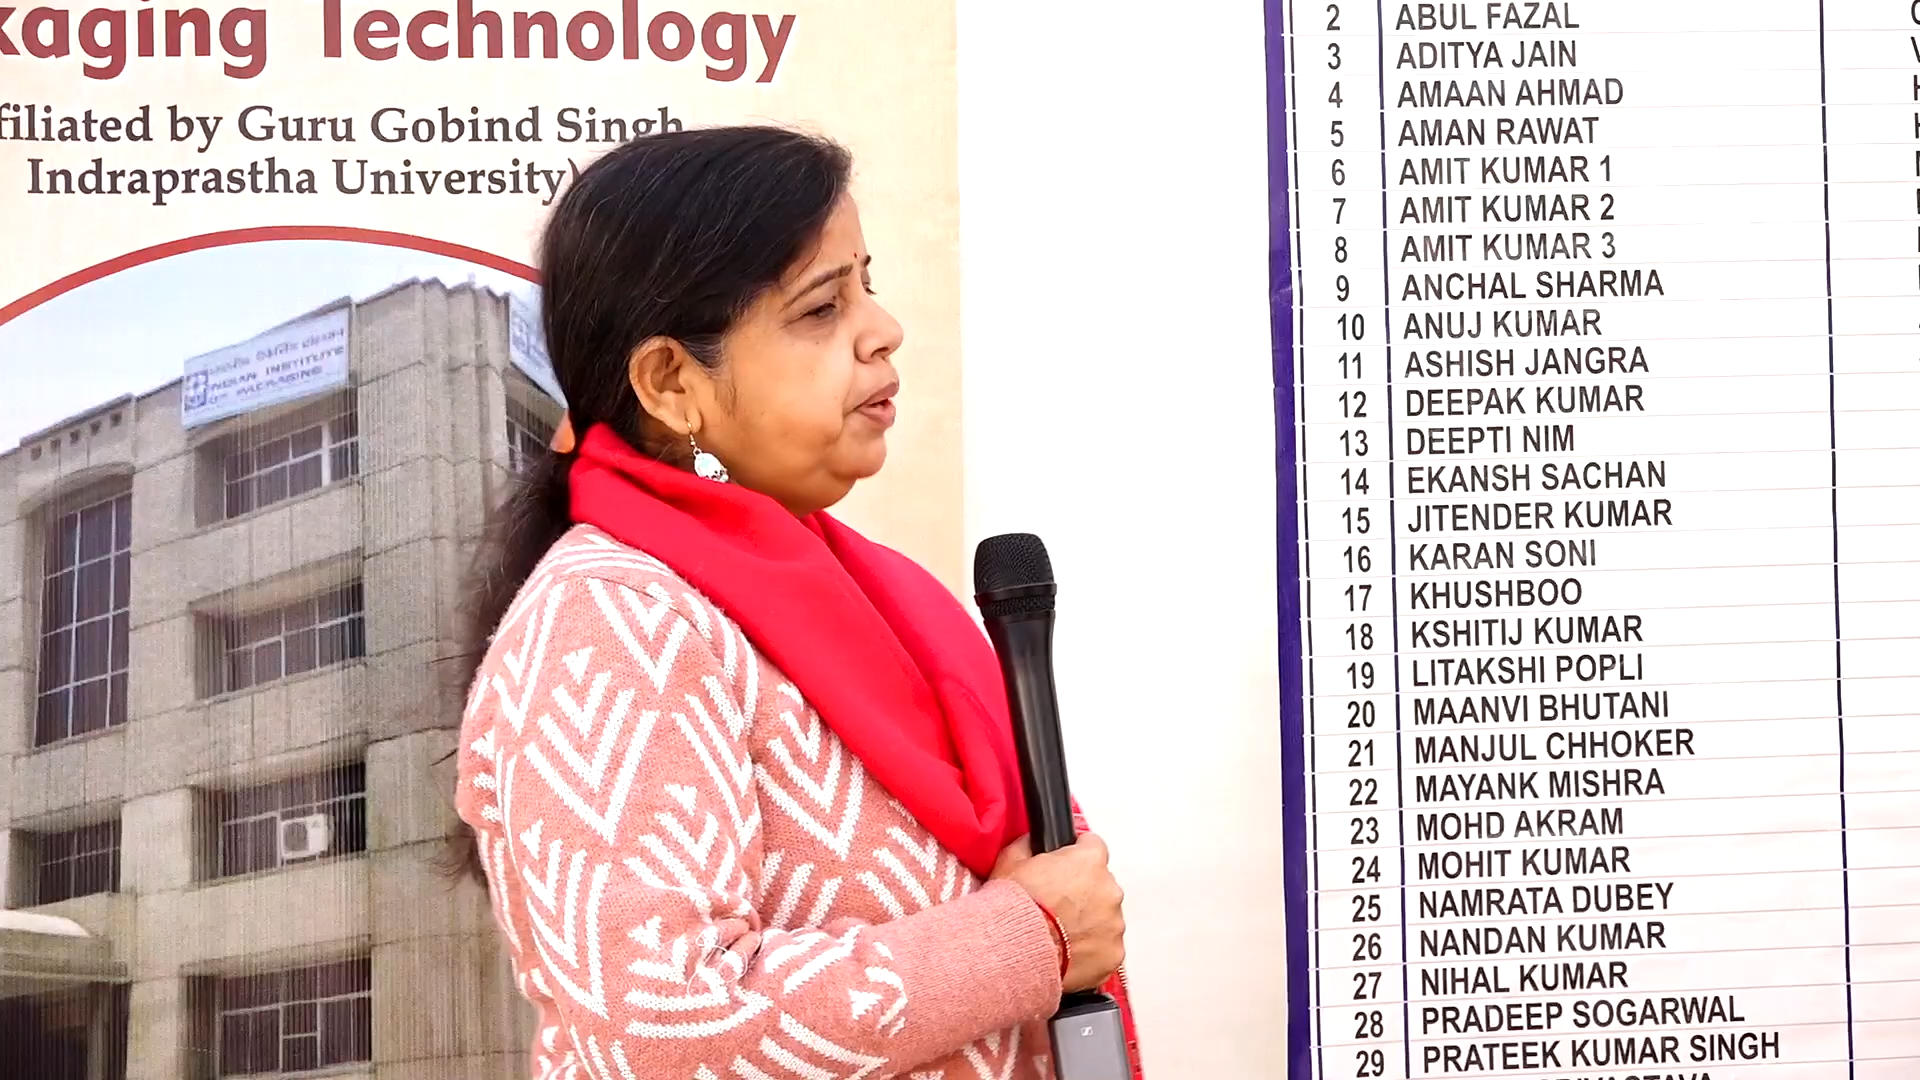 kaging Technology
filiated by Guru Gobind Singh
Indraprastha University)
INDIAN INSTITUTE
OF PACKAGING
2 ABUL FAZAL
3 ADITYA JAIN
4 AMAAN AHMAD
5 AMAN RAWAT
6 AMIT KUMAR 1
7 AMIT KUMAR 2
8 AMIT KUMAR 3
9 ANCHAL SHARMA
10 ANUJ KUMAR
11 ASHISH JANGRA
12 DEEPAK KUMAR
13 DEEPTI NIM
14 EKANSH SACHAN
15 JITENDER KUMAR
16 KARAN SONI
17 KHUSHBOO
18 KSHITIJ KUMAR
19 LITAKSHI POPLI
20 MAANVI BHUTANI
21 MANJUL CHHOKER
22 MAYANK MISHRA
23 MOHD AKRAM
24 MOHIT KUMAR
25 NAMRATA DUBEY
26 NANDAN KUMAR
27 NIHAL KUMAR
28 PRADEEP SOGARWAL
29 PRATEEK KUMAR SINGH